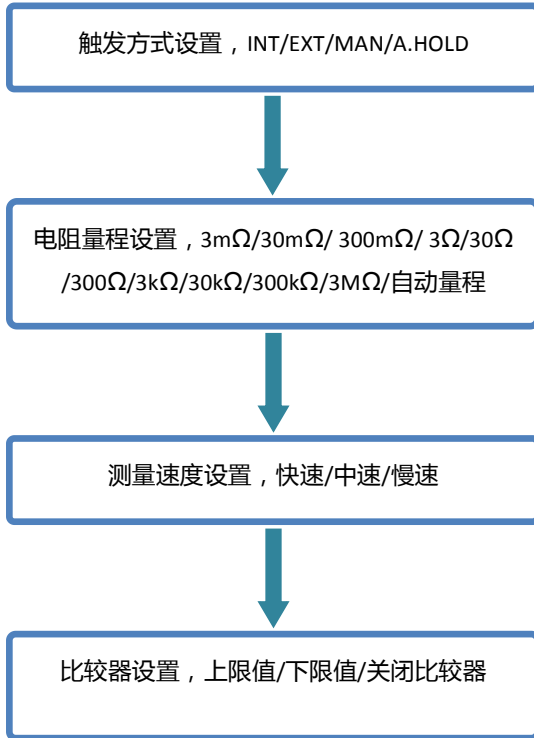 触发方式设置，INT/EXT/MAN/A.HOLD
电阻量程设置，3mΩ/30mΩ/ 300mΩ/ 3Ω/30Ω
/300Ω/3kΩ/30kΩ/300kΩ/3MΩ/自动量程
测量速度设置，快速/中速/慢速
比较器设置，上限值/下限值/关闭比较器